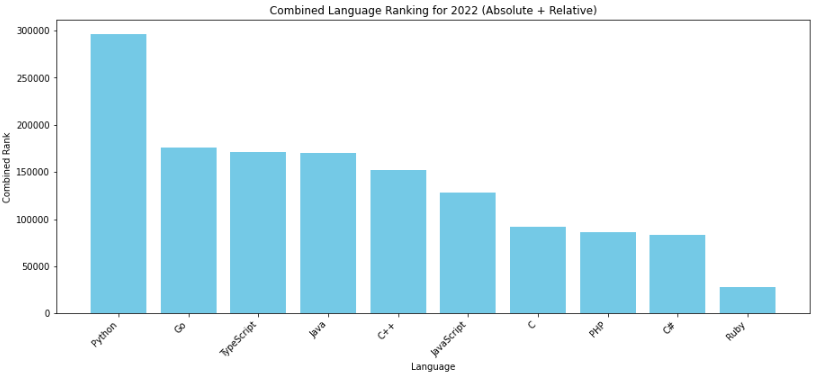 Combined Language Ranking for 2022 (Absolute + Relative)
Combined Rank
300000
250000
200000
150000
100000
50000
0
Python
Go
TypeScript
Java
C++
JavaScript
C
PHP
C#
Ruby
Language